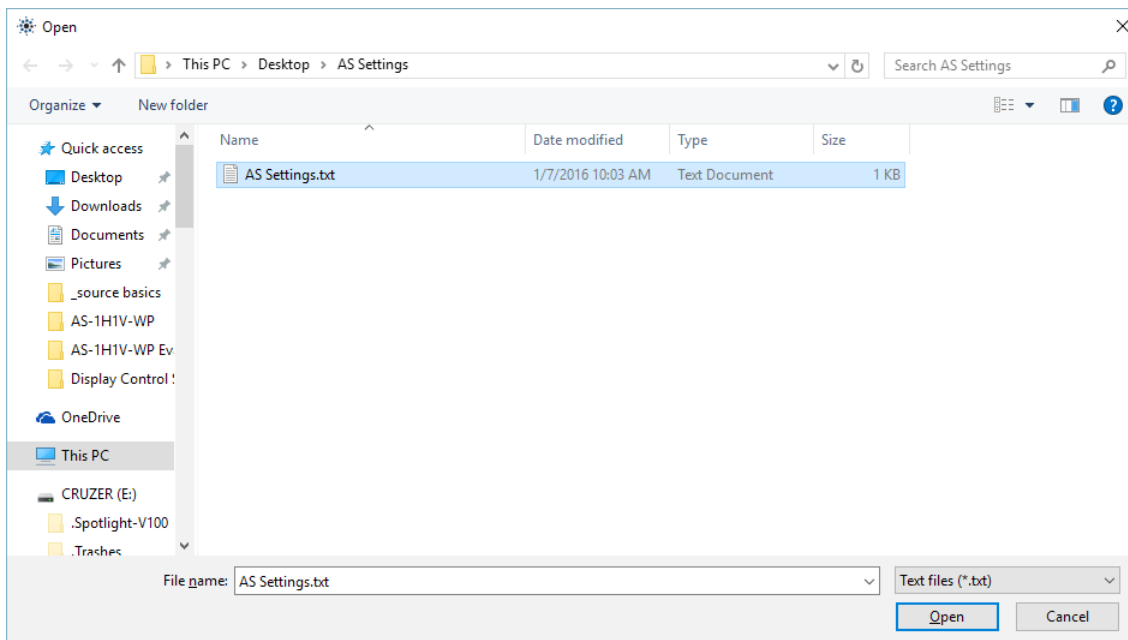 Open
This PC > Desktop > AS Settings
Search AS Settings
Organize
New folder
Quick access
Desktop
Downloads
Documents
Pictures
_source basics
AS-1H1V-WP
AS-1H1V-WP Ev
Display Control
OneDrive
This PC
CRUZER (E:)
.Spotlight-V100
.Trashes
Name Date modified Type Size
AS Settings.txt 1/7/2016 10:03 AM Text Document 1 KB
File name: AS Settings.txt
Text files (*.txt)
Open Cancel